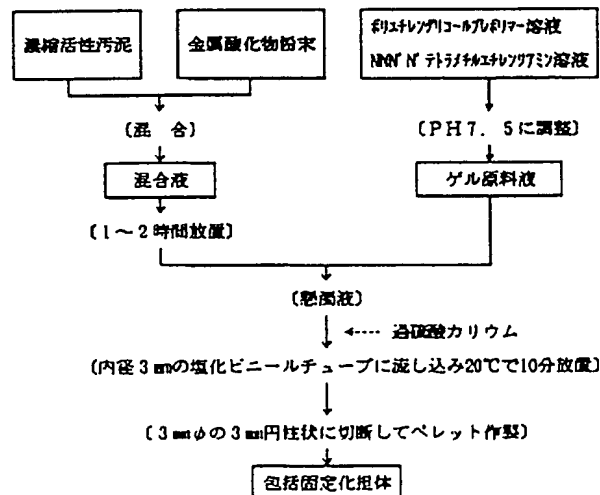 濃縮活性汚泥
金属酸化物粉末
ポリエチレングリコールプレポリマー溶液
NNN'N'テトラメチルエチレンジアミン溶液
〔混　合〕
〔PH7．5に調整〕
混合液
ゲル原料液
〔1～2時間放置〕
〔懸濁液〕
過硫酸カリウム
〔内径3mmの塩化ビニールチューブに流し込み20℃で10分放置〕
〔3mmφの3mm円柱状に切断してペレット作製〕
包括固定化担体